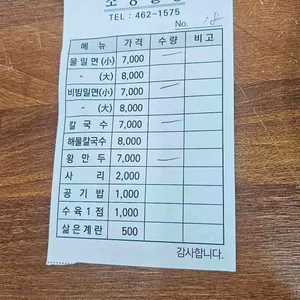 TEL : 462-1575
No. 18
메뉴 가격 수량 비고
물밀면(小) 7,000
〃 (大) 8,000
비빔밀면(小) 7,000
〃 (大) 8,000
칼국수 7,000
해물칼국수 8,000
왕만두 7,000
사리 2,000
공기밥 1,000
수육1점 1,000
삶은계란 500
감사합니다.